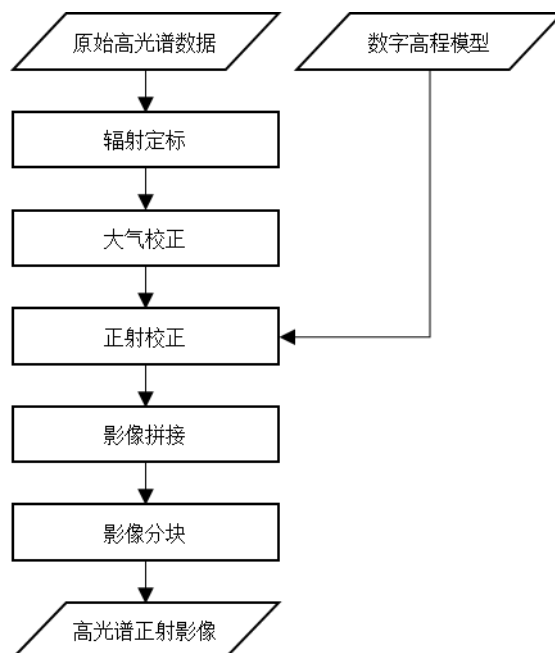 原始高光谱数据
数字高程模型
辐射定标
大气校正
正射校正
影像拼接
影像分块
高光谱正射影像